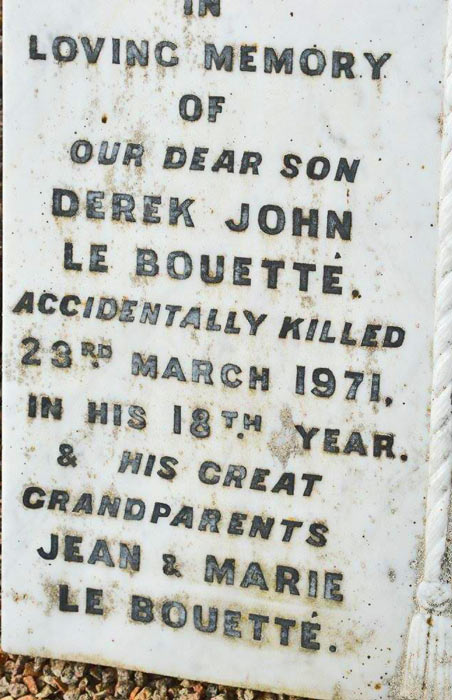 IN
LOVING MEMORY
OF
OUR DEAR SON
DEREK JOHN
LE BOUETTÉ.
ACCIDENTALLY KILLED
23RD MARCH 1971,
IN HIS 18TH YEAR.
& HIS GREAT
GRANDPARENTS
JEAN & MARIE
LE BOUETTÉ.